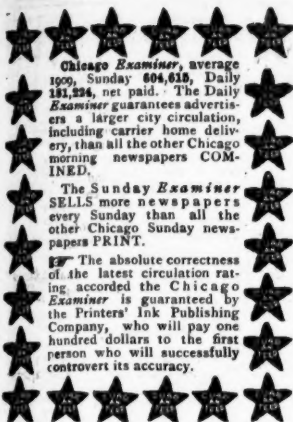 Chicago Examiner, average
1909, Sunday 604,615, Daily
181,224, net paid. The Daily
Examiner guarantees advertis-
ers a larger city circulation,
including carrier home deliv-
ery, than all the other Chicago
morning newspapers COM-
INED.
The Sunday Examiner
SELLS more newspapers
every Sunday than all the
other Chicago Sunday news-
papers PRINT.
☞ The absolute correctness
of the latest circulation rat-
ing accorded the Chicago
Examiner is guaranteed by
the Printers' Ink Publishing
Company, who will pay one
hundred dollars to the first
person who will successfully
controvert its accuracy.